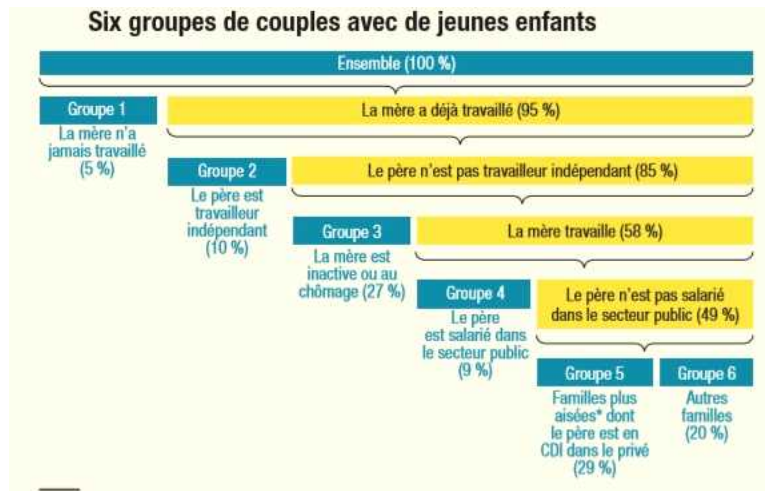 Six groupes de couples avec de jeunes enfants
Ensemble (100 %)
Groupe 1
La mère a déjà travaillé (95 %)
La mère n'a
jamais travaillé
(5 %)
Groupe 2
Le père n'est pas travailleur indépendant (85 %)
Le père est
travailleur
indépendant
(10 %)
Groupe 3
La mère travaille (58 %)
La mère est
inactive ou au
chômage (27 %)
Groupe 4
Le père n'est pas salarié
dans le secteur public (49 %)
Le père
est salarié dans
le secteur public
(9 %)
Groupe 5
Groupe 6
Familles plus
aisées* dont
le père est en
CDI dans le privé
(29 %)
Autres
familles
(20 %)